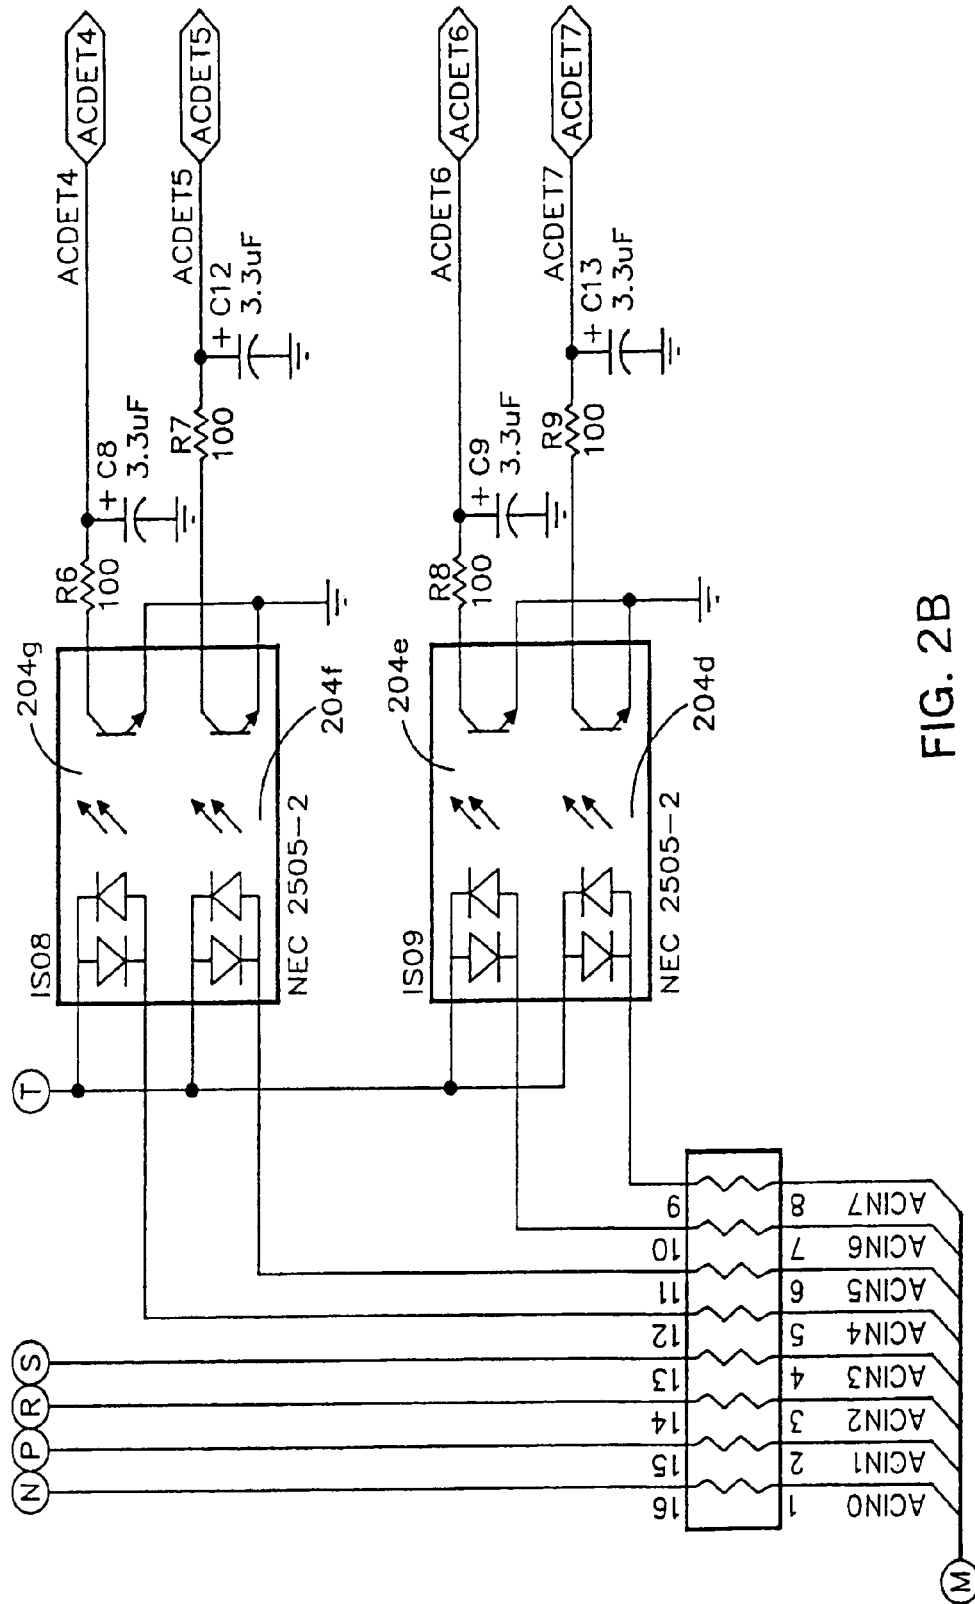 ACDET4
ACDET4
ACDET5
ACDET5
R6
100
+ C8
3.3uF
R7
100
+ C12
3.3uF
204g
204f
ISO8
NEC 2505-2
ACDET6
ACDET6
ACDET7
ACDET7
R8
100
+ C9
3.3uF
R9
100
+ C13
3.3uF
204e
204d
ISO9
NEC 2505-2
T
N
P
R
S
16
15
14
13
12
11
10
9
1
2
3
4
5
6
7
8
ACIN0
ACIN1
ACIN2
ACIN3
ACIN4
ACIN5
ACIN6
ACIN7
M
FIG. 2B